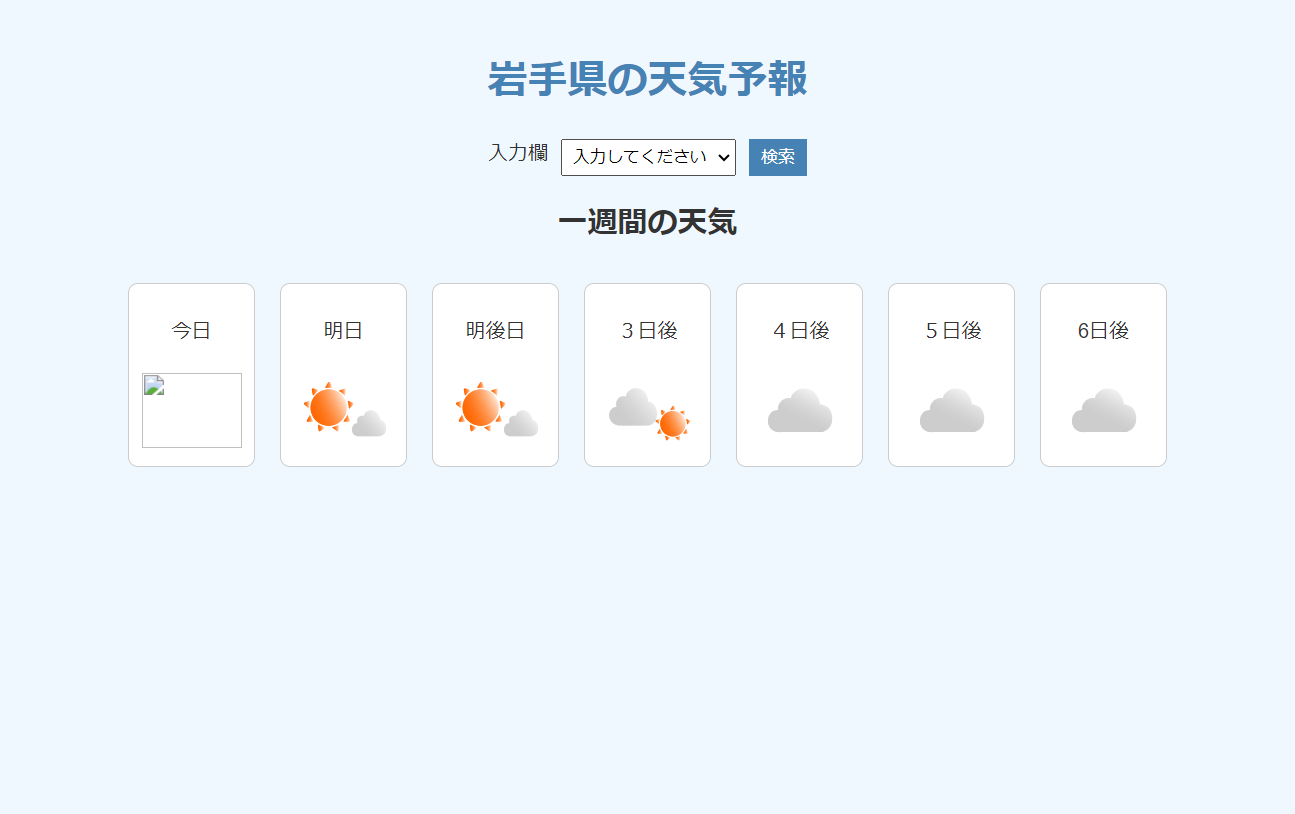 岩手県の天気予報
入力欄 入力してください 検索
一週間の天気
今日 明日 明後日 ３日後 ４日後 ５日後 6日後